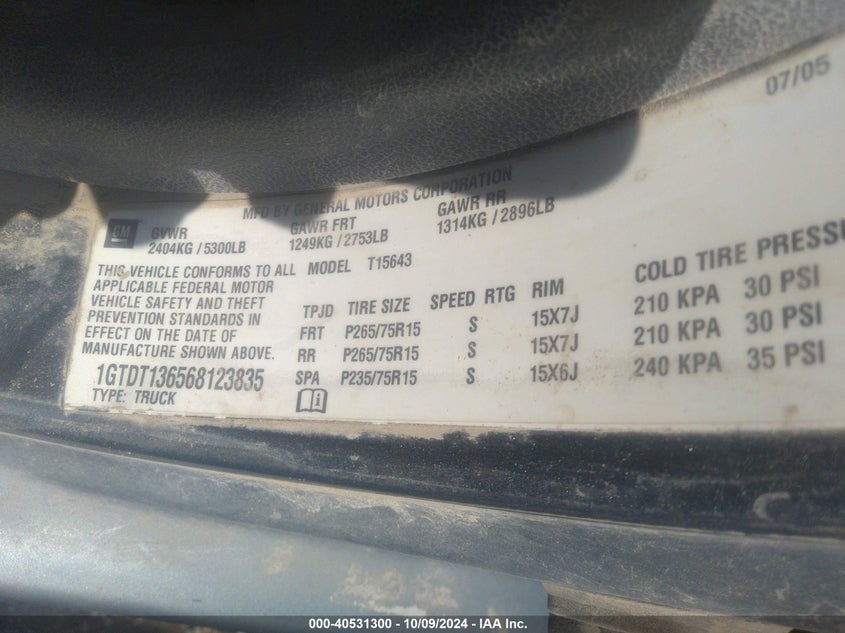 07/05
MFD BY GENERAL MOTORS CORPORATION
GM
GVWR GAWR FRT GAWR RR
2404KG / 5300LB 1249KG / 2753LB 1314KG / 2896LB
THIS VEHICLE CONFORMS TO ALL
APPLICABLE FEDERAL MOTOR
VEHICLE SAFETY AND THEFT
PREVENTION STANDARDS IN
EFFECT ON THE DATE OF
MANUFACTURE SHOWN ABOVE.
1GTDT136568123835
TYPE: TRUCK
MODEL T15643
TPJD TIRE SIZE SPEED RTG RIM COLD TIRE PRESSU
FRT P265/75R15 S 15X7J 210 KPA 30 PSI
RR P265/75R15 S 15X7J 210 KPA 30 PSI
SPA P235/75R15 S 15X6J 240 KPA 35 PSI
000-40531300 - 10/09/2024 - IAA Inc.